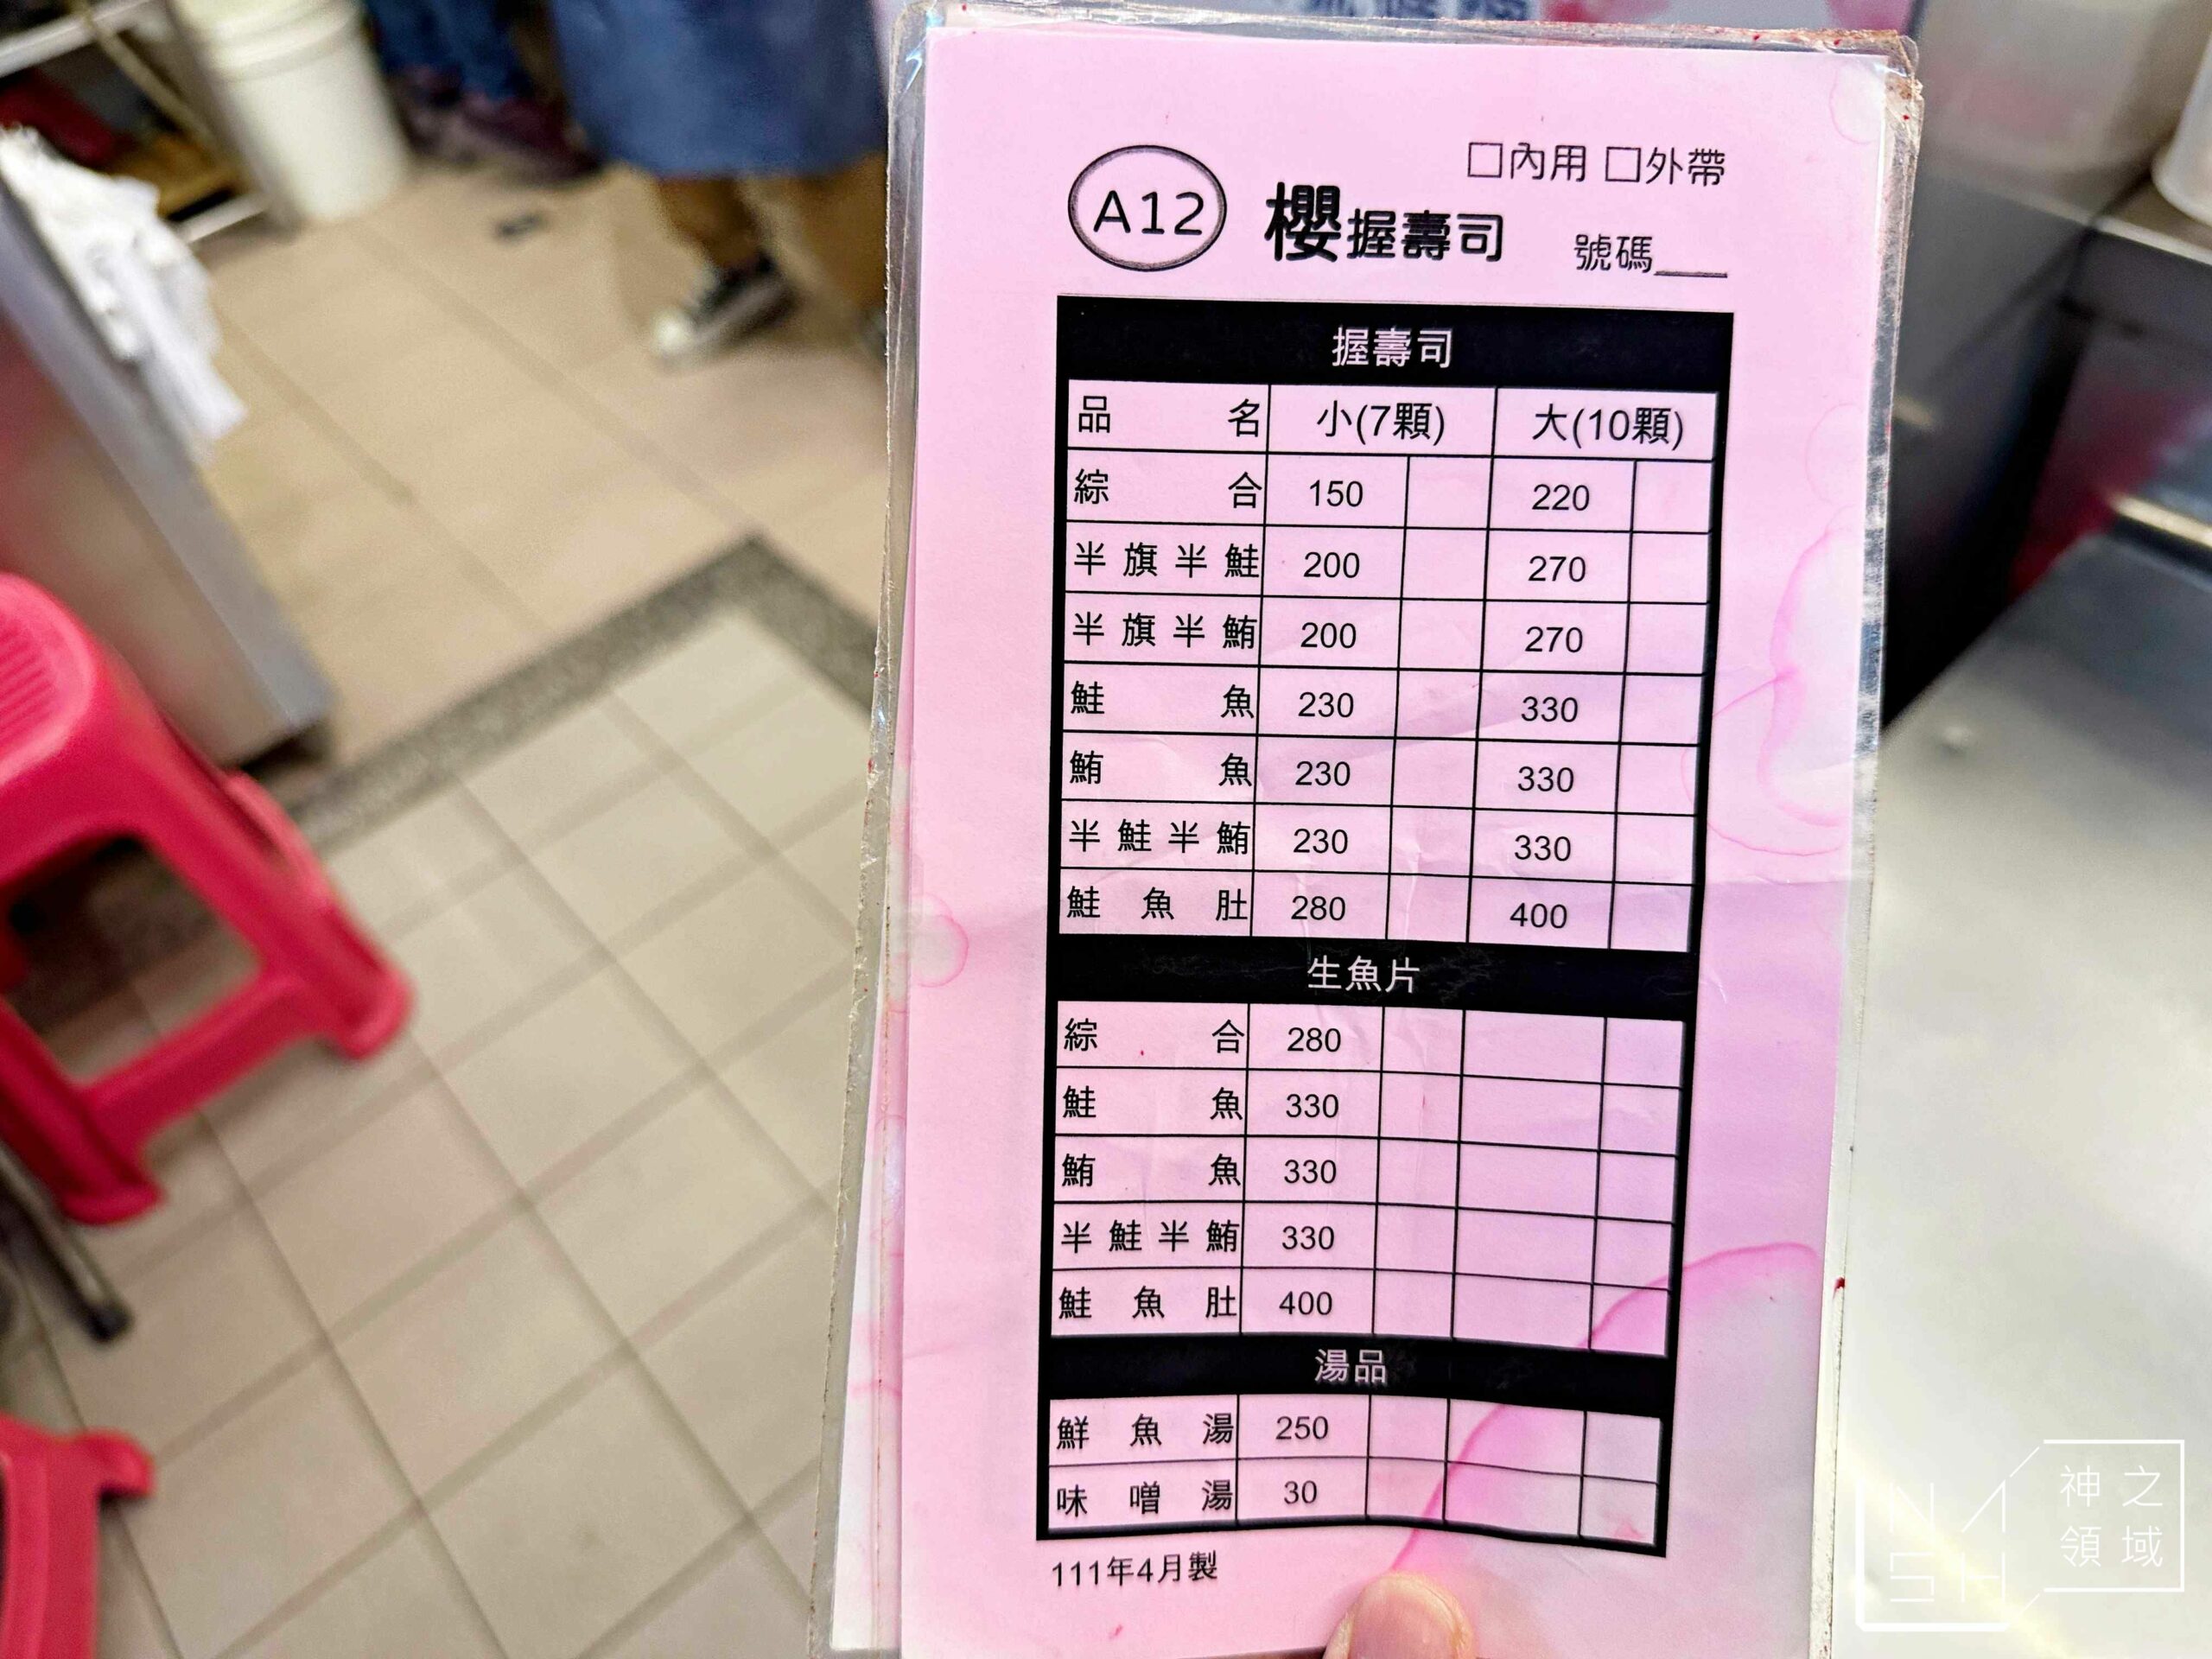 □內用 □外帶
A12 櫻握壽司 號碼___
握壽司
品名 小(7顆) 大(10顆)
綜合 150 220
半旗半鮭 200 270
半旗半鮪 200 270
鮭魚 230 330
鮪魚 230 330
半鮭半鮪 230 330
鮭魚肚 280 400
生魚片
綜合 280
鮭魚 330
鮪魚 330
半鮭半鮪 330
鮭魚肚 400
湯品
鮮魚湯 250
味噌湯 30
111年4月製
NASH
神之
領域